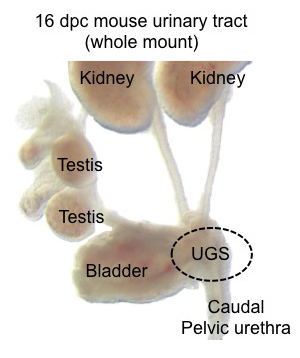 16 dpc mouse urinary tract
(whole mount)
Kidney
Kidney
Testis
Testis
UGS
Bladder
Caudal
Pelvic urethra